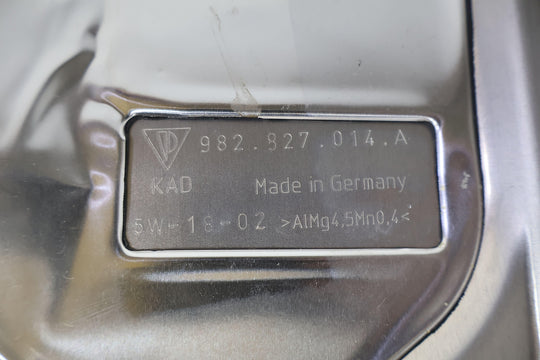 982.827.014.A
KAD Made in Germany
5W-18-02 >AlMg4,5Mn0,4<